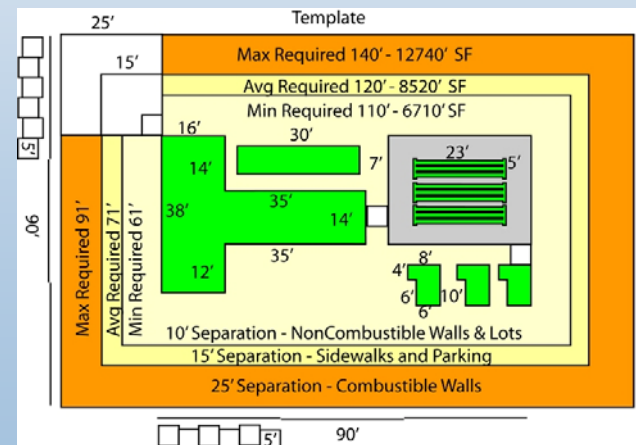 Template
25'
Max Required 140' - 12740' SF
15'
Avg Required 120' - 8520' SF
Min Required 110' - 6710' SF
16'
30'
14'
7'
23'
5'
5'
35'
38'
14'
90'
Max Required 91'
Avg Required 71'
Min Required 61'
35'
12'
8'
4'
6'
10'
6'
10' Separation - NonCombustible Walls & Lots
15' Separation - Sidewalks and Parking
25' Separation - Combustible Walls
5'
90'